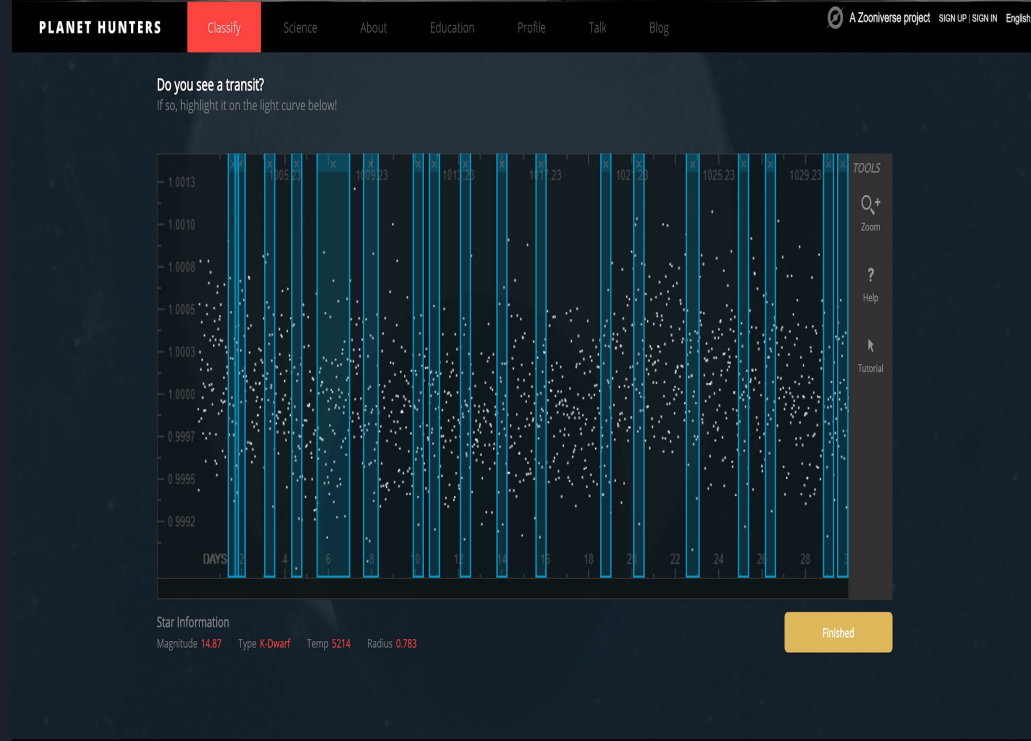 PLANET HUNTERS Classify Science About Education Profile Talk Blog A Zooniverse project SIGN UP | SIGN IN English
Do you see a transit?
If so, highlight it on the light curve below!
x x x x x x x x x x x x x x x x x x
1005.23 1009.23 1013.23 1017.23 1021.23 1025.23 1029.23
TOOLS
1.0013
1.0010
1.0008
1.0005
1.0003
1.0000
0.9997
0.9995
0.9992
Zoom
?
Help
Tutorial
DAYS 2 4 6 8 10 12 14 16 18 20 22 24 26 28
Star Information
Magnitude 14.87 Type K-Dwarf Temp 5214 Radius 0.783
Finished